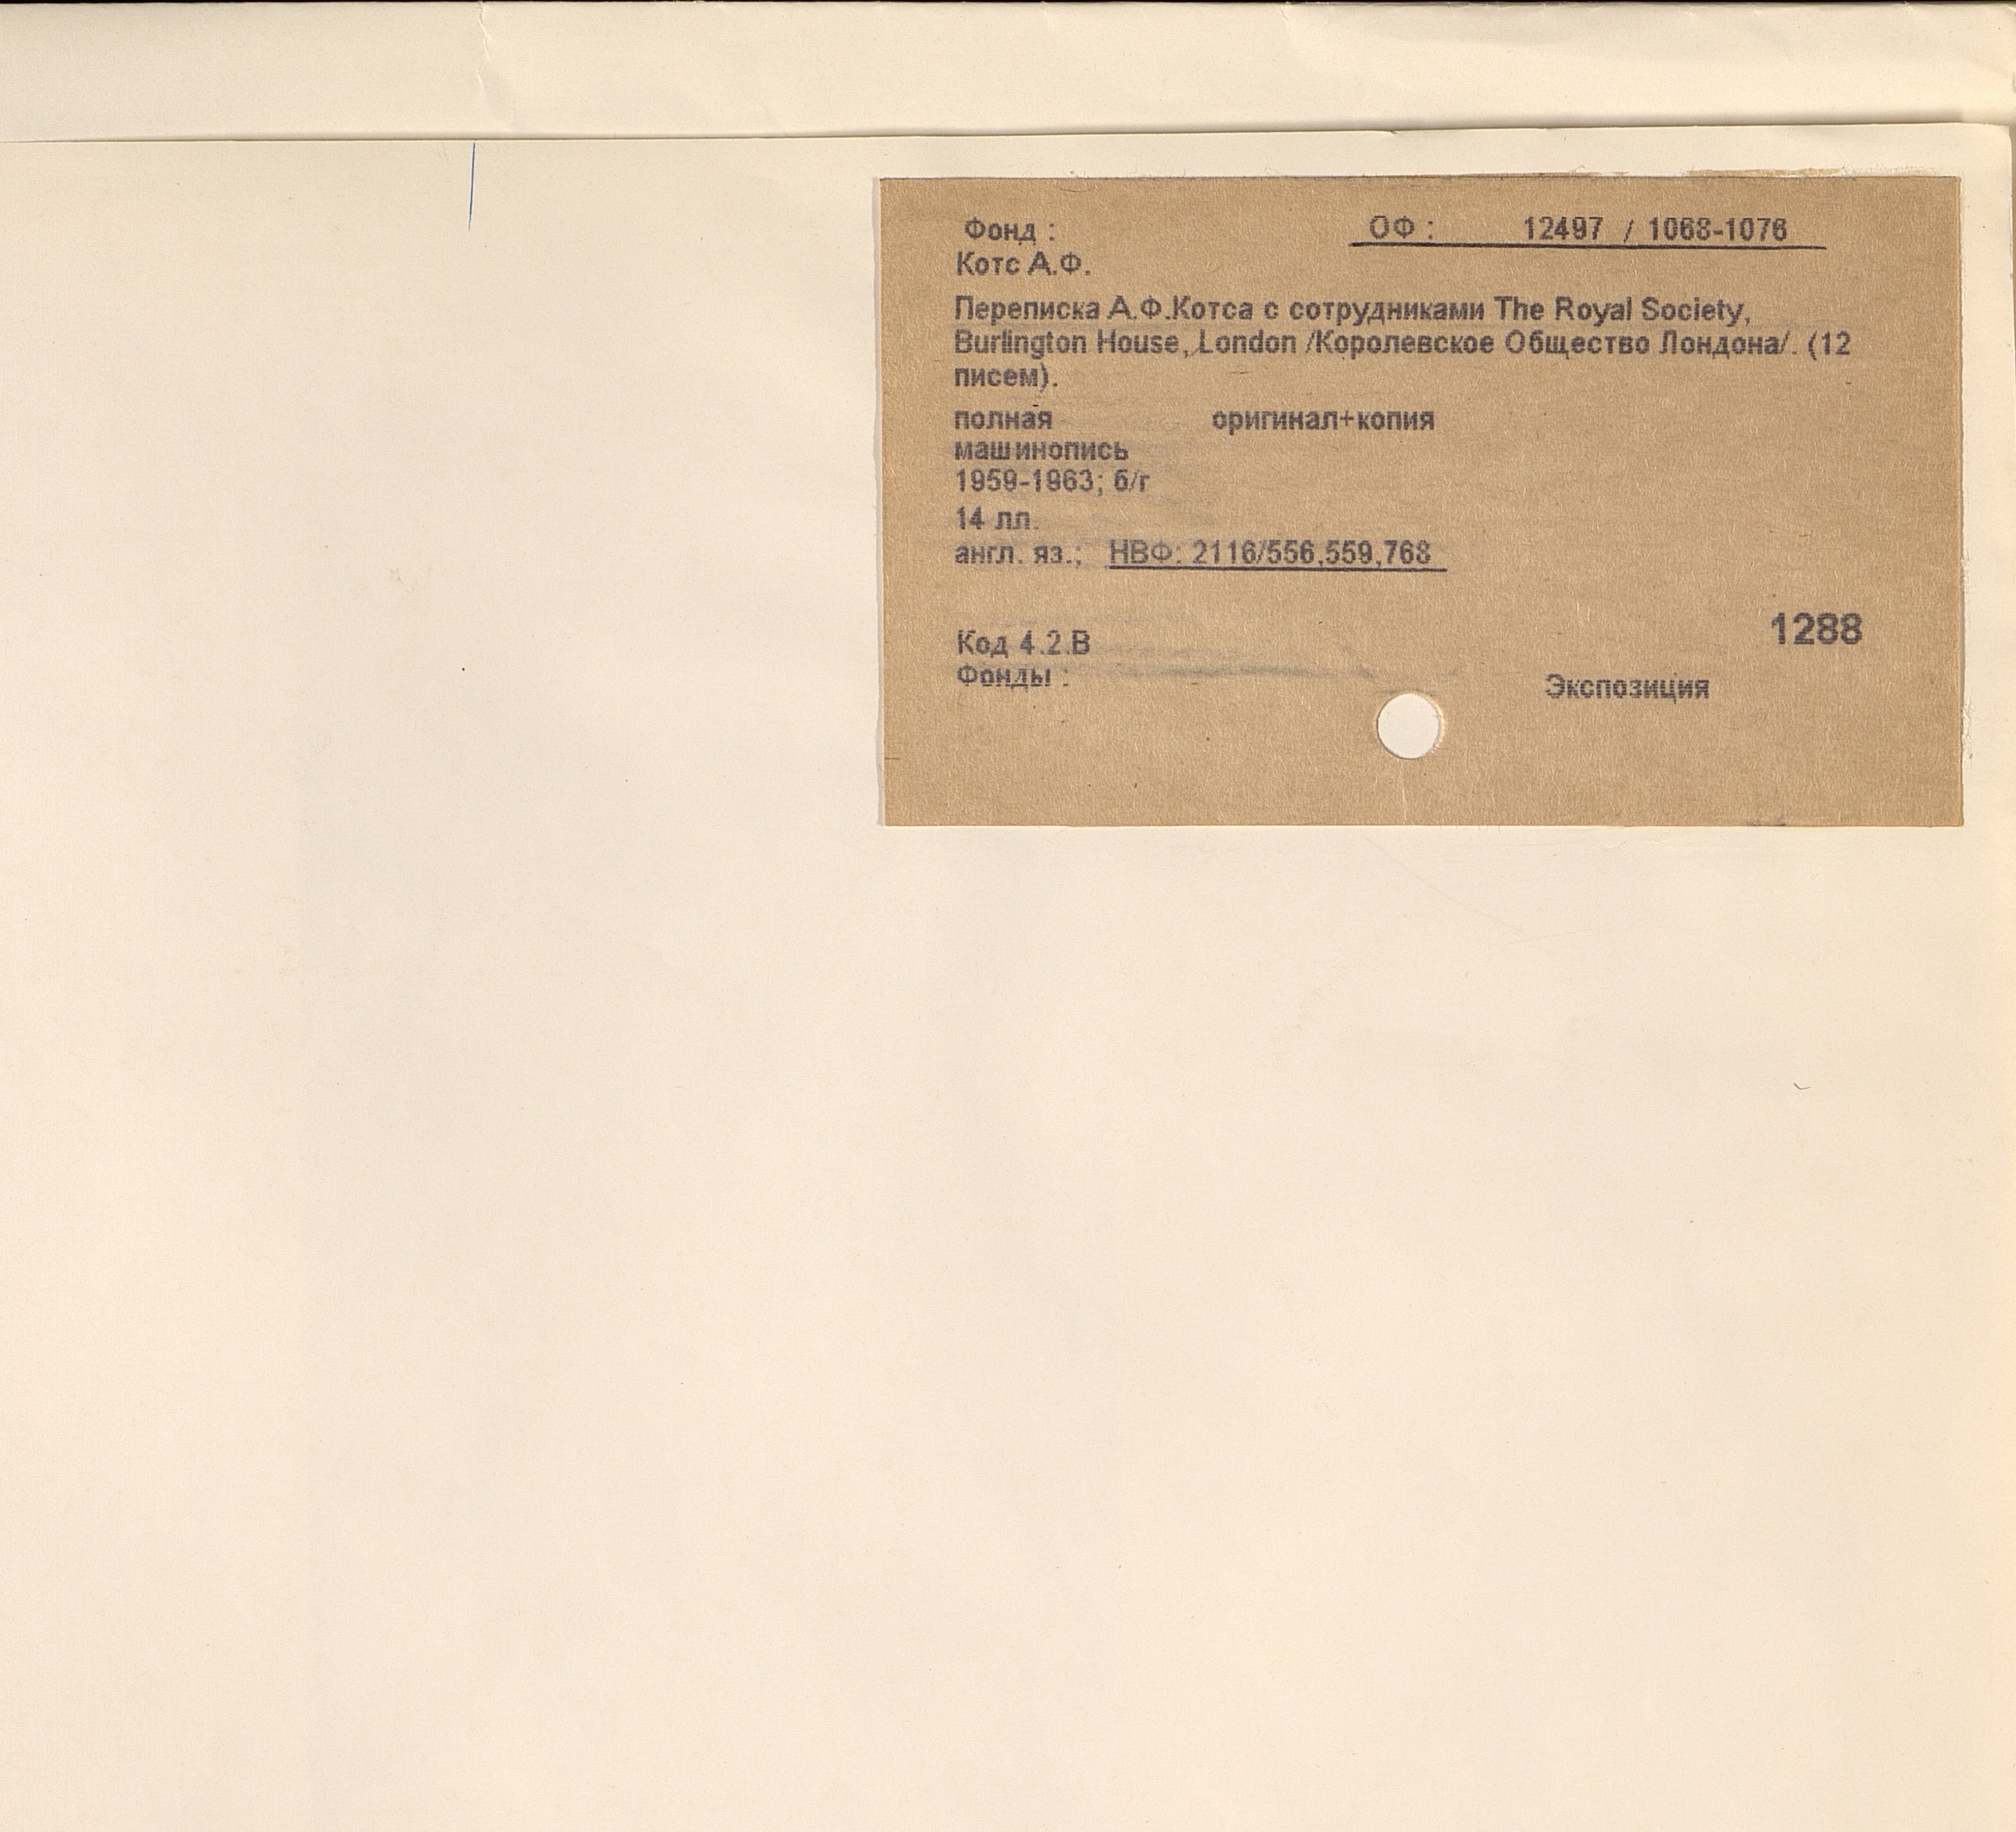 Фонд : ОФ : 12497 / 1068-1076
Котс А.Ф.
Переписка А.Ф.Котса с сотрудниками The Royal Society,
Burlington House, London /Королевское Общество Лондона/. (12
писем).
полная оригинал+копия
машинопись
1959-1963; б/г
14 лл.
англ. яз.; НВФ: 2116/556,559,768
1288
Код 4.2.В
Фонды : Экспозиция